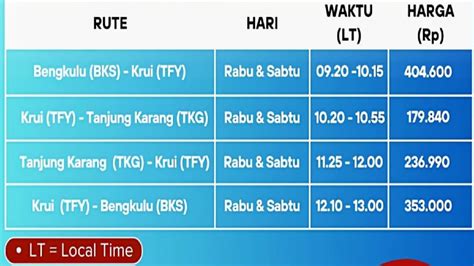 RUTE HARI WAKTU (LT) HARGA (Rp)
Bengkulu (BKS) - Krui (TFY) Rabu & Sabtu 09.20 -10.15 404.600
Krui (TFY) - Tanjung Karang (TKG) Rabu & Sabtu 10.20 - 10.55 179.840
Tanjung Karang (TKG) - Krui (TFY) Rabu & Sabtu 11.25 - 12.00 236.990
Krui (TFY) - Bengkulu (BKS) Rabu & Sabtu 12.10 - 13.00 353.000
• LT = Local Time